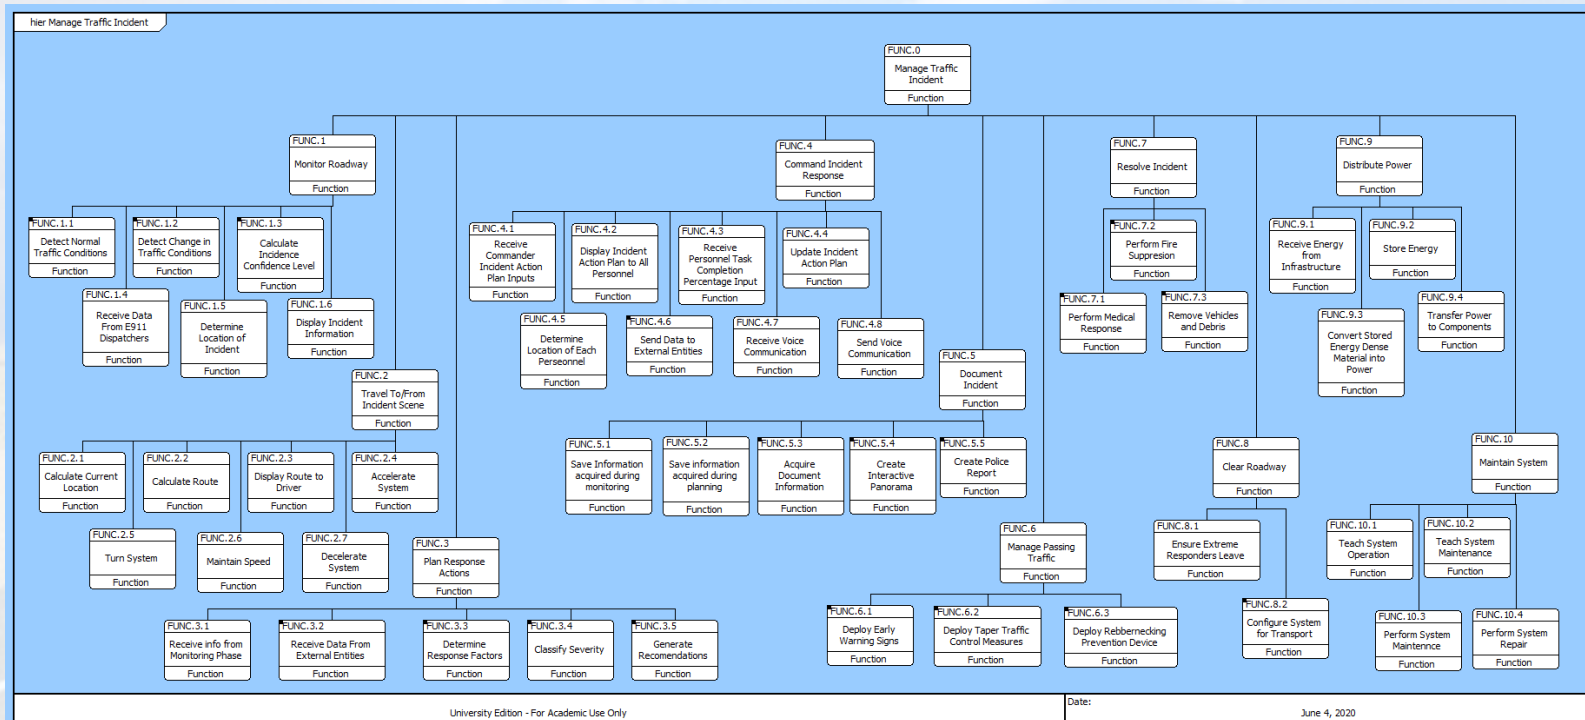 hier Manage Traffic Incident
FUNC.0
Manage Traffic
Incident
Function
FUNC.1
Monitor Roadway
Function
FUNC.4
Command Incident
Response
Function
FUNC.7
Resolve Incident
Function
FUNC.9
Distribute Power
Function
FUNC.1.1
Detect Normal
Traffic Conditions
Function
FUNC.1.2
Detect Change in
Traffic Conditions
Function
FUNC.1.3
Calculate
Incidence
Confidence Level
Function
FUNC.1.4
Receive Data
From E911
Dispatchers
Function
FUNC.1.5
Determine
Location of
Incident
Function
FUNC.1.6
Display Incident
Information
Function
FUNC.4.1
Receive
Commander
Incident Action
Plan Inputs
Function
FUNC.4.2
Display Incident
Action Plan to All
Personnel
Function
FUNC.4.3
Receive
Personnel Task
Completion
Percentage Input
Function
FUNC.4.4
Update Incident
Action Plan
Function
FUNC.4.5
Determine
Location of Each
Perseonnel
Function
FUNC.4.6
Send Data to
External Entities
Function
FUNC.4.7
Receive Voice
Communication
Function
FUNC.4.8
Send Voice
Communication
Function
FUNC.7.1
Perform Medical
Response
Function
FUNC.7.2
Perform Fire
Suppresion
Function
FUNC.7.3
Remove Vehicles
and Debris
Function
FUNC.9.1
Receive Energy
from
Infrastructure
Function
FUNC.9.2
Store Energy
Function
FUNC.9.3
Convert Stored
Energy Dense
Material into
Power
Function
FUNC.9.4
Transfer Power
to Components
Function
FUNC.2
Travel To/From
Incident Scene
Function
FUNC.5
Document
Incident
Function
FUNC.2.1
Calculate Current
Location
Function
FUNC.2.2
Calculate Route
Function
FUNC.2.3
Display Route to
Driver
Function
FUNC.2.4
Accelerate
System
Function
FUNC.2.5
Turn System
Function
FUNC.2.6
Maintain Speed
Function
FUNC.2.7
Decelerate
System
Function
FUNC.5.1
Save Information
acquired during
monitoring
Function
FUNC.5.2
Save information
acquired during
planning
Function
FUNC.5.3
Acquire
Document
Information
Function
FUNC.5.4
Create
Interactive
Panorama
Function
FUNC.5.5
Create Police
Report
Function
FUNC.8
Clear Roadway
Function
FUNC.10
Maintain System
Function
FUNC.3
Plan Response
Actions
Function
FUNC.6
Manage Passing
Traffic
Function
FUNC.8.1
Ensure Extreme
Responders Leave
Function
FUNC.8.2
Configure System
for Transport
Function
FUNC.10.1
Teach System
Operation
Function
FUNC.10.2
Teach System
Maintenance
Function
FUNC.10.3
Perform System
Maintennce
Function
FUNC.10.4
Perform System
Repair
Function
FUNC.3.1
Receive info from
Monitoring Phase
Function
FUNC.3.2
Receive Data From
External Entities
Function
FUNC.3.3
Determine
Response Factors
Function
FUNC.3.4
Classify Severity
Function
FUNC.3.5
Generate
Recomendations
Function
FUNC.6.1
Deploy Early
Warning Signs
Function
FUNC.6.2
Deploy Taper Traffic
Control Measures
Function
FUNC.6.3
Deploy Rebbernecking
Prevention Device
Function
University Edition - For Academic Use Only
Date:
June 4, 2020